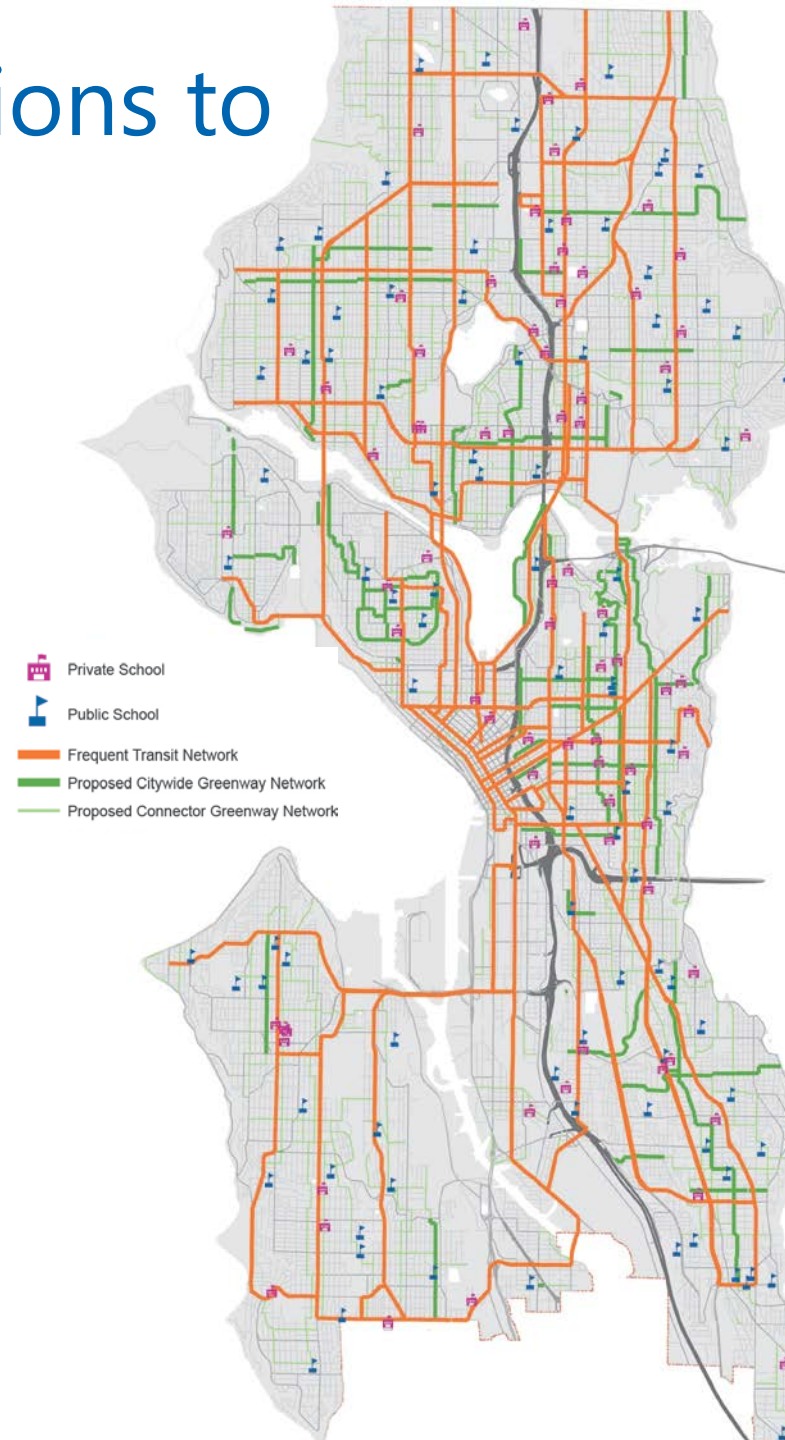 ions to
Private School
Public School
Frequent Transit Network
Proposed Citywide Greenway Network
Proposed Connector Greenway Network